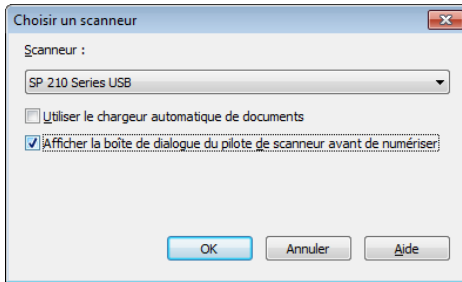 Choisir un scanneur
Scanneur :
SP 210 Series USB
Utiliser le chargeur automatique de documents
Afficher la boîte de dialogue du pilote de scanneur avant de numériser
OK Annuler Aide